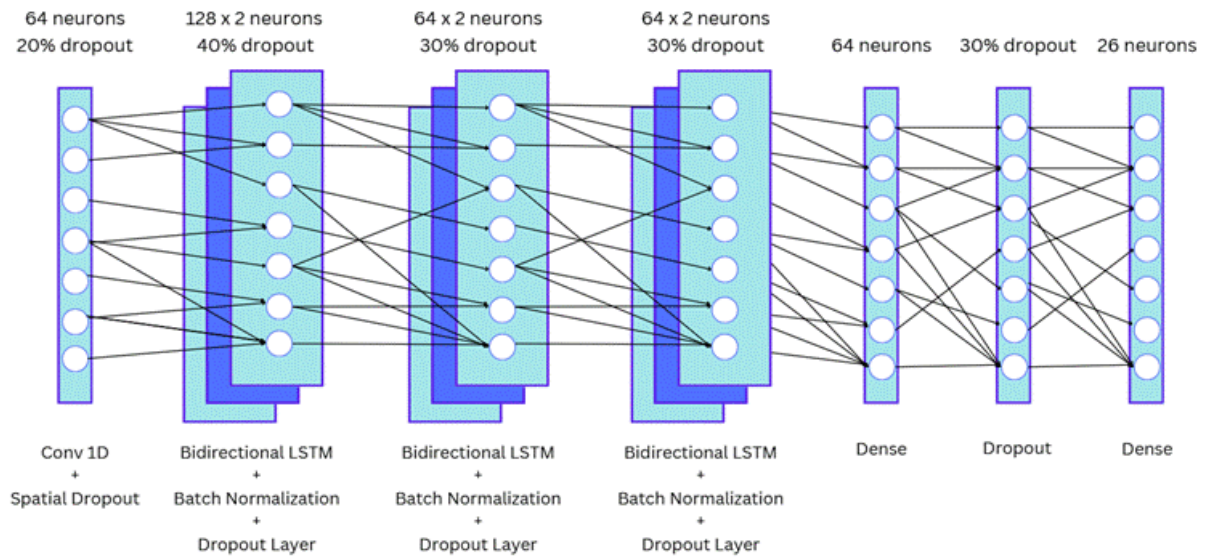 64 neurons
20% dropout
128 x 2 neurons
40% dropout
64 x 2 neurons
30% dropout
64 x 2 neurons
30% dropout
64 neurons
30% dropout
26 neurons
Conv 1D
+
Spatial Dropout
Bidirectional LSTM
+
Batch Normalization
+
Dropout Layer
Bidirectional LSTM
+
Batch Normalization
+
Dropout Layer
Bidirectional LSTM
+
Batch Normalization
+
Dropout Layer
Dense
Dropout
Dense